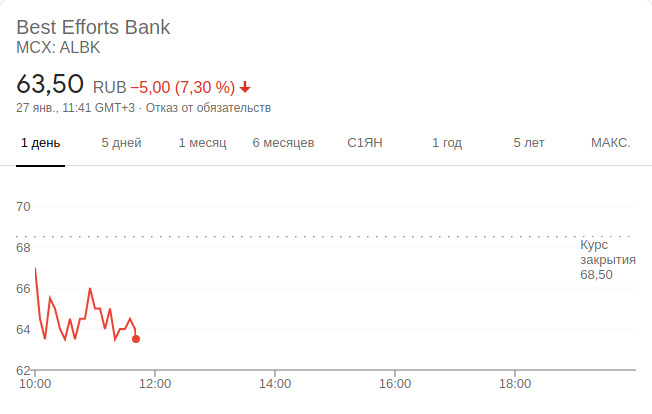 Best Efforts Bank
MCX: ALBK
63,50 RUB −5,00 (7,30 %)
27 янв., 11:41 GMT+3 · Отказ от обязательств
1 день 5 дней 1 месяц 6 месяцев С1ЯН 1 год 5 лет МАКС.
70
68
Курс
закрытия
68,50
66
64
62
10:00 12:00 14:00 16:00 18:00